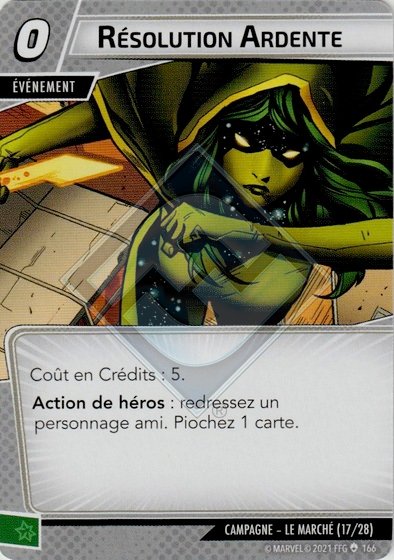 0
RÉSOLUTION ARDENTE
ÉVÉNEMENT
Coût en Crédits : 5.
Action de héros : redressez un
personnage ami. Piochez 1 carte.
CAMPAGNE – LE MARCHÉ (17/28)
© MARVEL © 2021 FFG 166